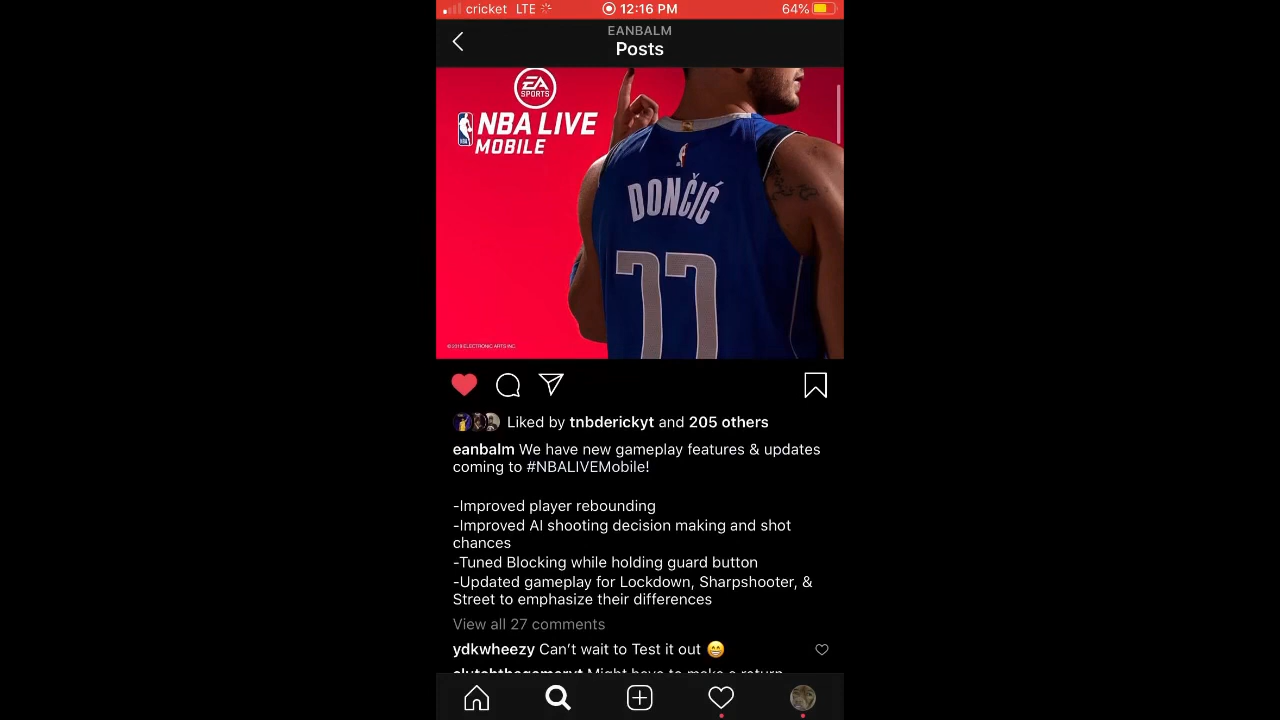 cricket LTE 12:16 PM 64%
EANBALM
Posts
EA
SPORTS
NBA LIVE
MOBILE
NBA
DONČIĆ
77
© 2019 ELECTRONIC ARTS INC.
Liked by tnbderickyt and 205 others
eanbalm We have new gameplay features & updates
coming to #NBALIVEMobile!
-Improved player rebounding
-Improved AI shooting decision making and shot
chances
-Tuned Blocking while holding guard button
-Updated gameplay for Lockdown, Sharpshooter, &
Street to emphasize their differences
View all 27 comments
ydkwheezy Can't wait to Test it out 😁